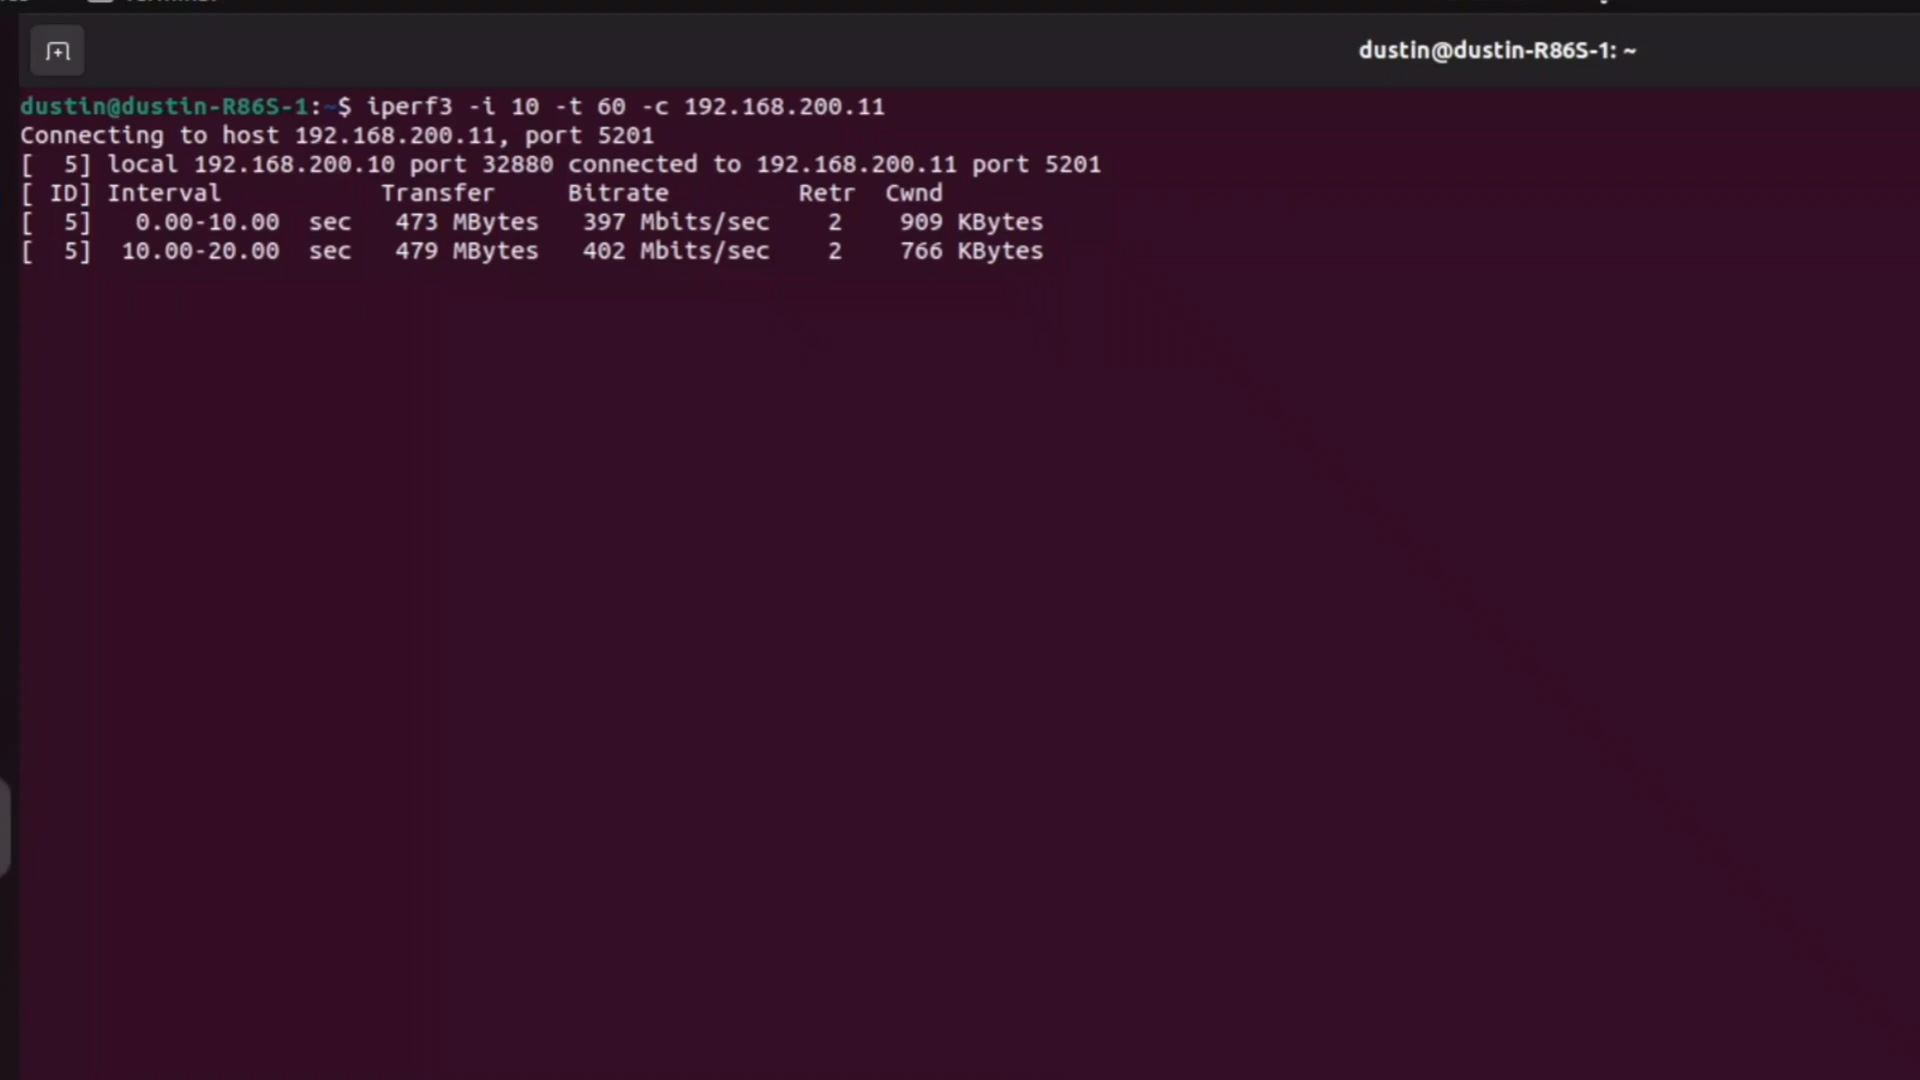 dustin@dustin-R86S-1: ~
dustin@dustin-R86S-1:~$ iperf3 -i 10 -t 60 -c 192.168.200.11
Connecting to host 192.168.200.11, port 5201
[  5] local 192.168.200.10 port 32880 connected to 192.168.200.11 port 5201
[ ID] Interval           Transfer     Bitrate         Retr  Cwnd
[  5]   0.00-10.00  sec   473 MBytes   397 Mbits/sec    2    909 KBytes
[  5]  10.00-20.00  sec   479 MBytes   402 Mbits/sec    2    766 KBytes